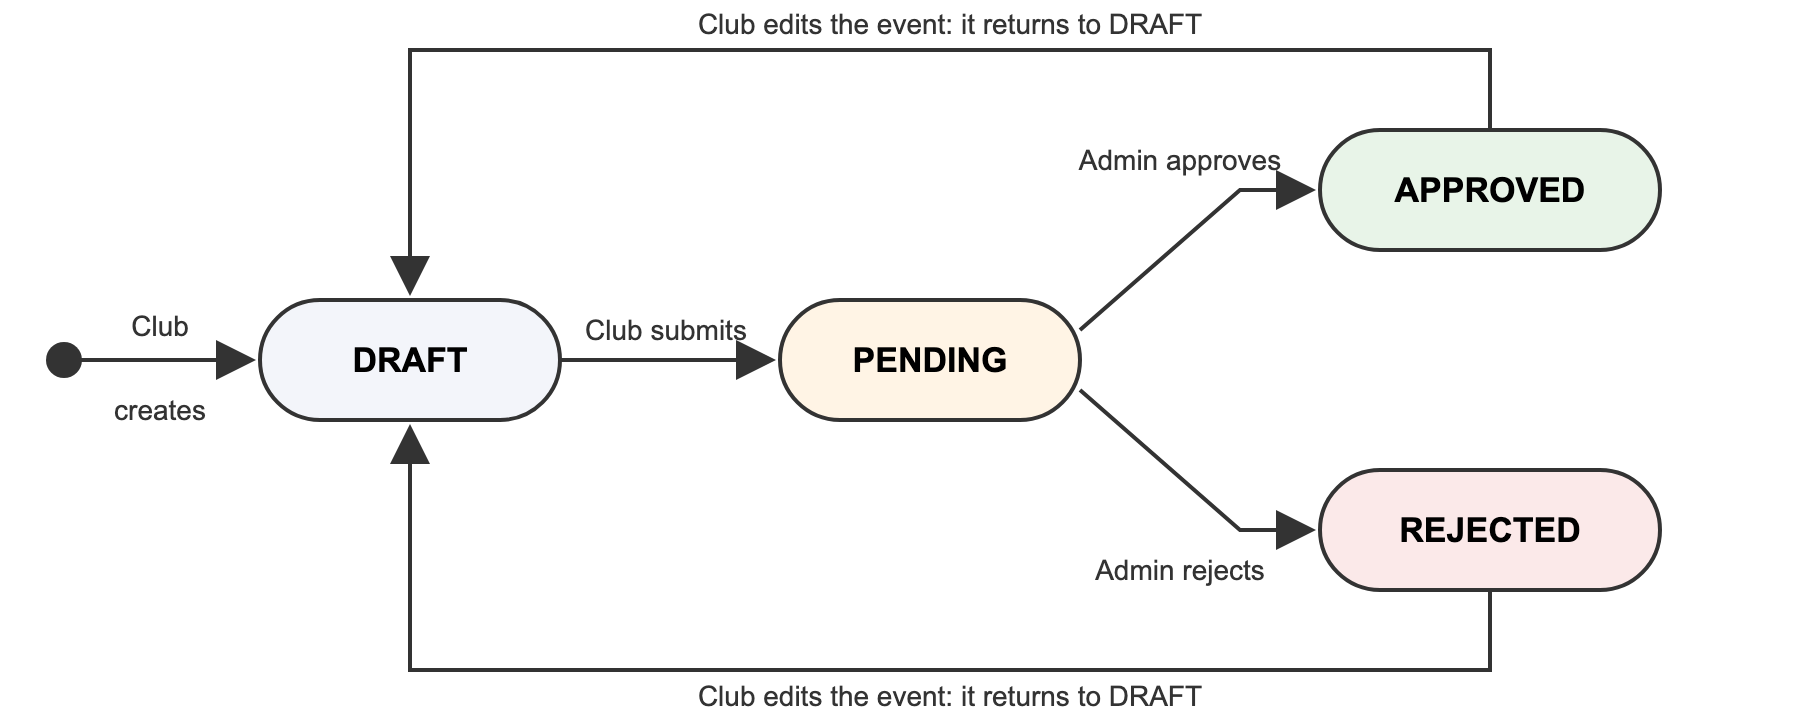 Club edits the event: it returns to DRAFT
Admin approves
APPROVED
Club
creates
DRAFT
Club submits
PENDING
REJECTED
Admin rejects
Club edits the event: it returns to DRAFT